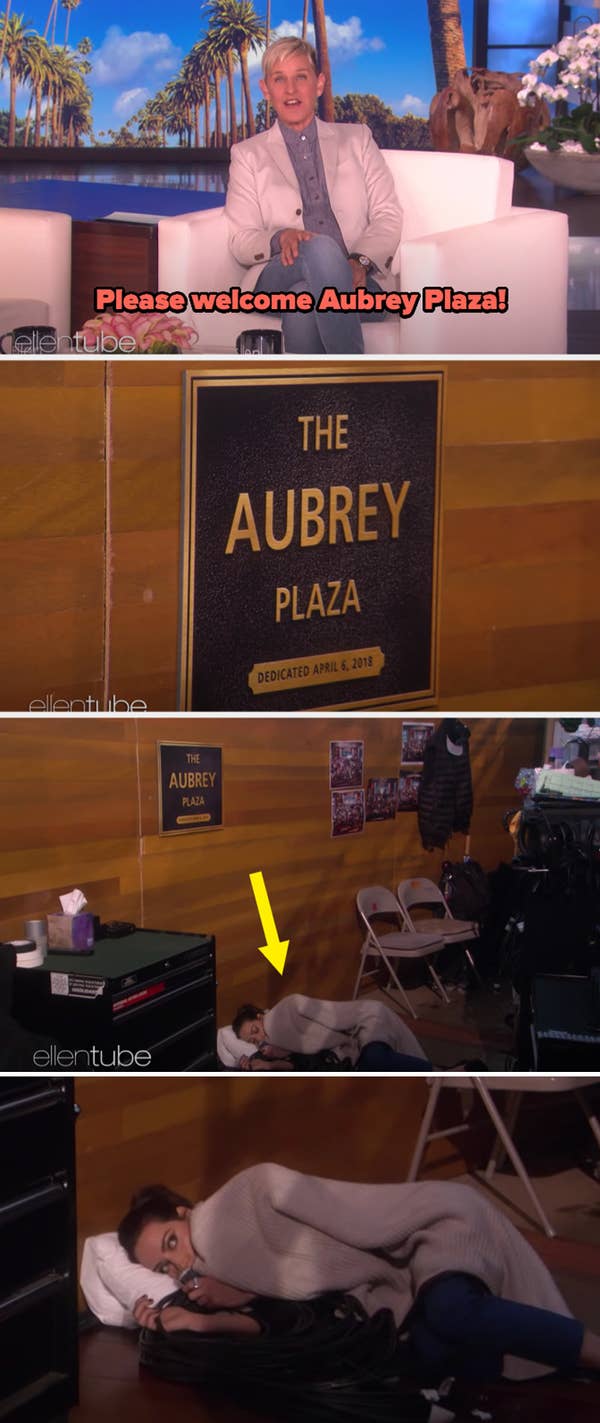 Please welcome Aubrey Plaza!
ellentube
THE
AUBREY
PLAZA
DEDICATED APRIL 6, 2018
ellentube
THE
AUBREY
PLAZA
ellentube